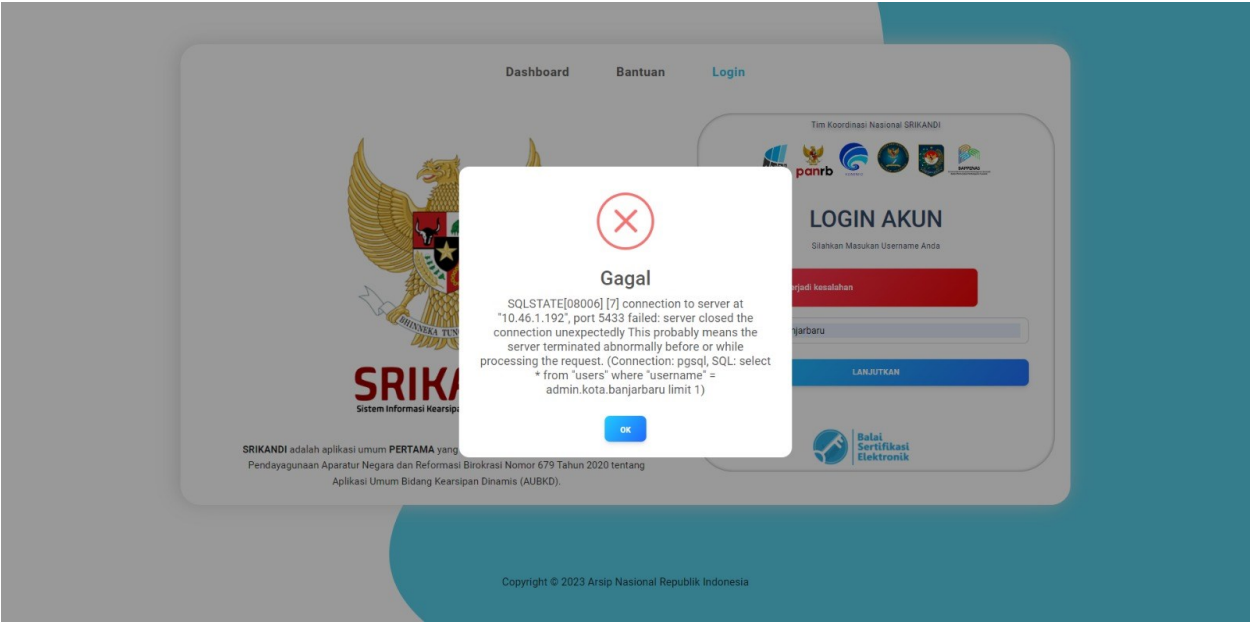 Dashboard Bantuan Login
Tim Koordinasi Nasional SRIKANDI
panrb
LOGIN AKUN
Silahkan Masukan Username Anda
kesalahan
LANJUTKAN
Balai
Sertifikasi
Elektronik
BHINNEKA
Sistem Informasi
SRIKANDI adalah aplikasi umum PERTAMA yang
Pendayagunaan Aparatur Negara dan Reformasi Birokrasi Nomor 679 Tahun 2020 tentang
Aplikasi Umum Bidang Kearsipan Dinamis (AUBKD).
Gagal
SQLSTATE[08006] [7] connection to server at
"10.46.1.192", port 5433 failed: server closed the
connection unexpectedly This probably means the
server terminated abnormally before or while
processing the request. (Connection: pgsql, SQL: select
* from "users" where "username" =
admin.kota.banjarbaru limit 1)
OK
Copyright © 2023 Arsip Nasional Republik Indonesia